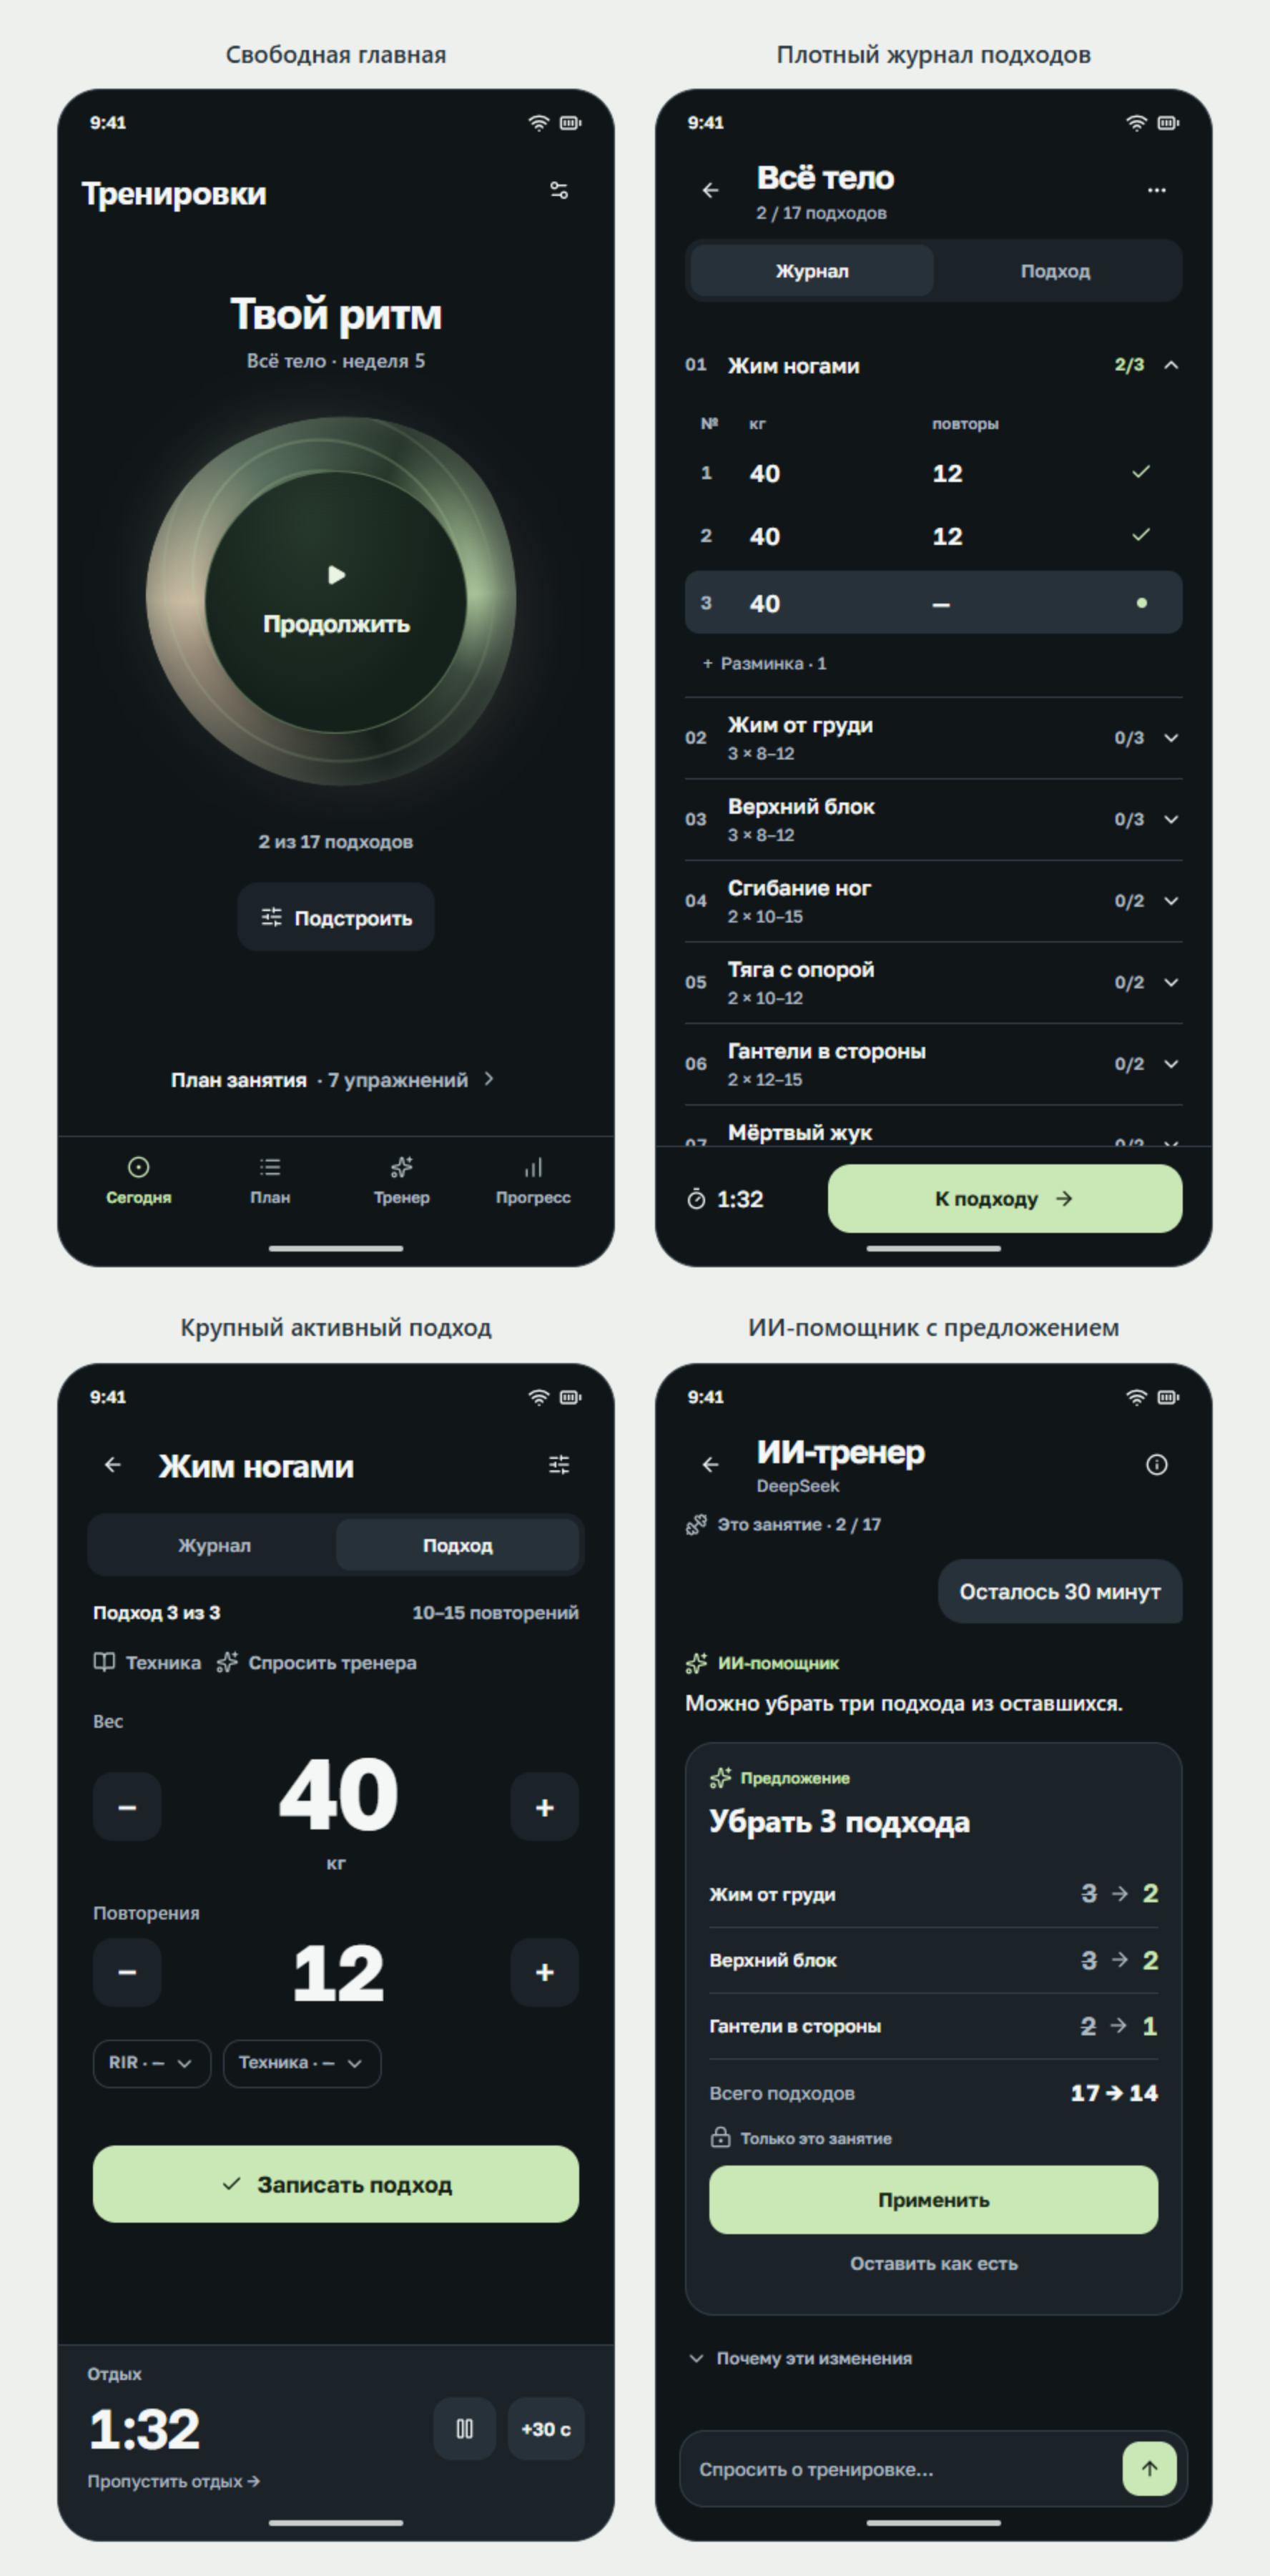 Свободная главная
9:41
Тренировки
Твой ритм
Всё тело · неделя 5
Продолжить
2 из 17 подходов
Подстроить
План занятия · 7 упражнений
Сегодня
План
Тренер
Прогресс
Плотный журнал подходов
9:41
Всё тело
2 / 17 подходов
Журнал
Подход
01 Жим ногами 2/3
№ кг повторы
1 40 12
2 40 12
3 40 –
+ Разминка · 1
02 Жим от груди 0/3
3 × 8–12
03 Верхний блок 0/3
3 × 8–12
04 Сгибание ног 0/2
2 × 10–15
05 Тяга с опорой 0/2
2 × 10–12
06 Гантели в стороны 0/2
2 × 12–15
07 Мёртвый жук 0/2
1:32
К подходу →
Крупный активный подход
9:41
Жим ногами
Журнал
Подход
Подход 3 из 3
10–15 повторений
Техника
Спросить тренера
Вес
− 40 +
кг
Повторения
− 12 +
RIR · –
Техника · –
Записать подход
Отдых
1:32
+30 с
Пропустить отдых →
ИИ-помощник с предложением
9:41
ИИ-тренер
DeepSeek
Это занятие · 2 / 17
Осталось 30 минут
ИИ-помощник
Можно убрать три подхода из оставшихся.
Предложение
Убрать 3 подхода
Жим от груди 3 → 2
Верхний блок 3 → 2
Гантели в стороны 2 → 1
Всего подходов 17 → 14
Только это занятие
Применить
Оставить как есть
Почему эти изменения
Спросить о тренировке...